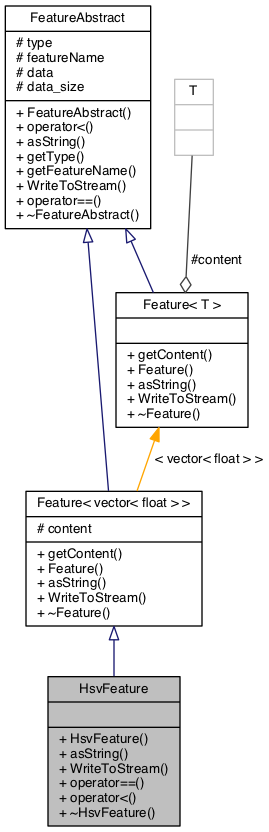 FeatureAbstract
# type
# featureName
# data
# data_size
+ FeatureAbstract()
+ operator<()
+ asString()
+ getType()
+ getFeatureName()
+ WriteToStream()
+ operator==()
+ ~FeatureAbstract()
T
#content
Feature< T >
+ getContent()
+ Feature()
+ asString()
+ WriteToStream()
+ ~Feature()
< vector< float > >
Feature< vector< float > >
# content
+ getContent()
+ Feature()
+ asString()
+ WriteToStream()
+ ~Feature()
HsvFeature
+ HsvFeature()
+ asString()
+ WriteToStream()
+ operator==()
+ operator<()
+ ~HsvFeature()